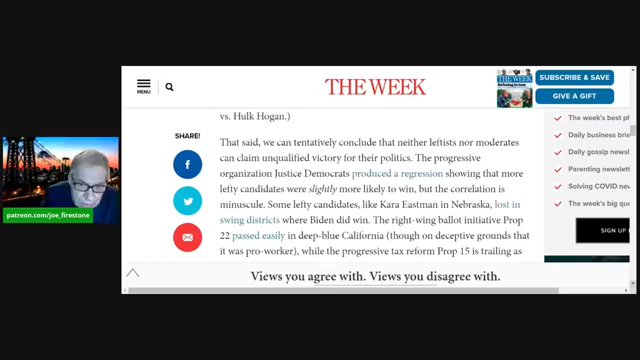 MENU
THE WEEK
SUBSCRIBE & SAVE
GIVE A GIFT
vs. Hulk Hogan.)
SHARE!
That said, we can tentatively conclude that neither leftists nor moderates
can claim unqualified victory for their politics. The progressive
organization Justice Democrats produced a regression showing that more
lefty candidates were slightly more likely to win, but the correlation is
minuscule. Some lefty candidates, like Kara Eastman in Nebraska, lost in
swing districts where Biden did win. The right-wing ballot initiative Prop
22 passed easily in deep-blue California (though on deceptive grounds that
it was pro-worker), while the progressive tax reform Prop 15 is trailing as
The week's best ph
Daily business brie
Daily gossip newsl
Parenting newslett
Solving COVID new
The week's big qu
SIGN UP
Views you agree with. Views you disagree with.
patreon.com/joe_firestone